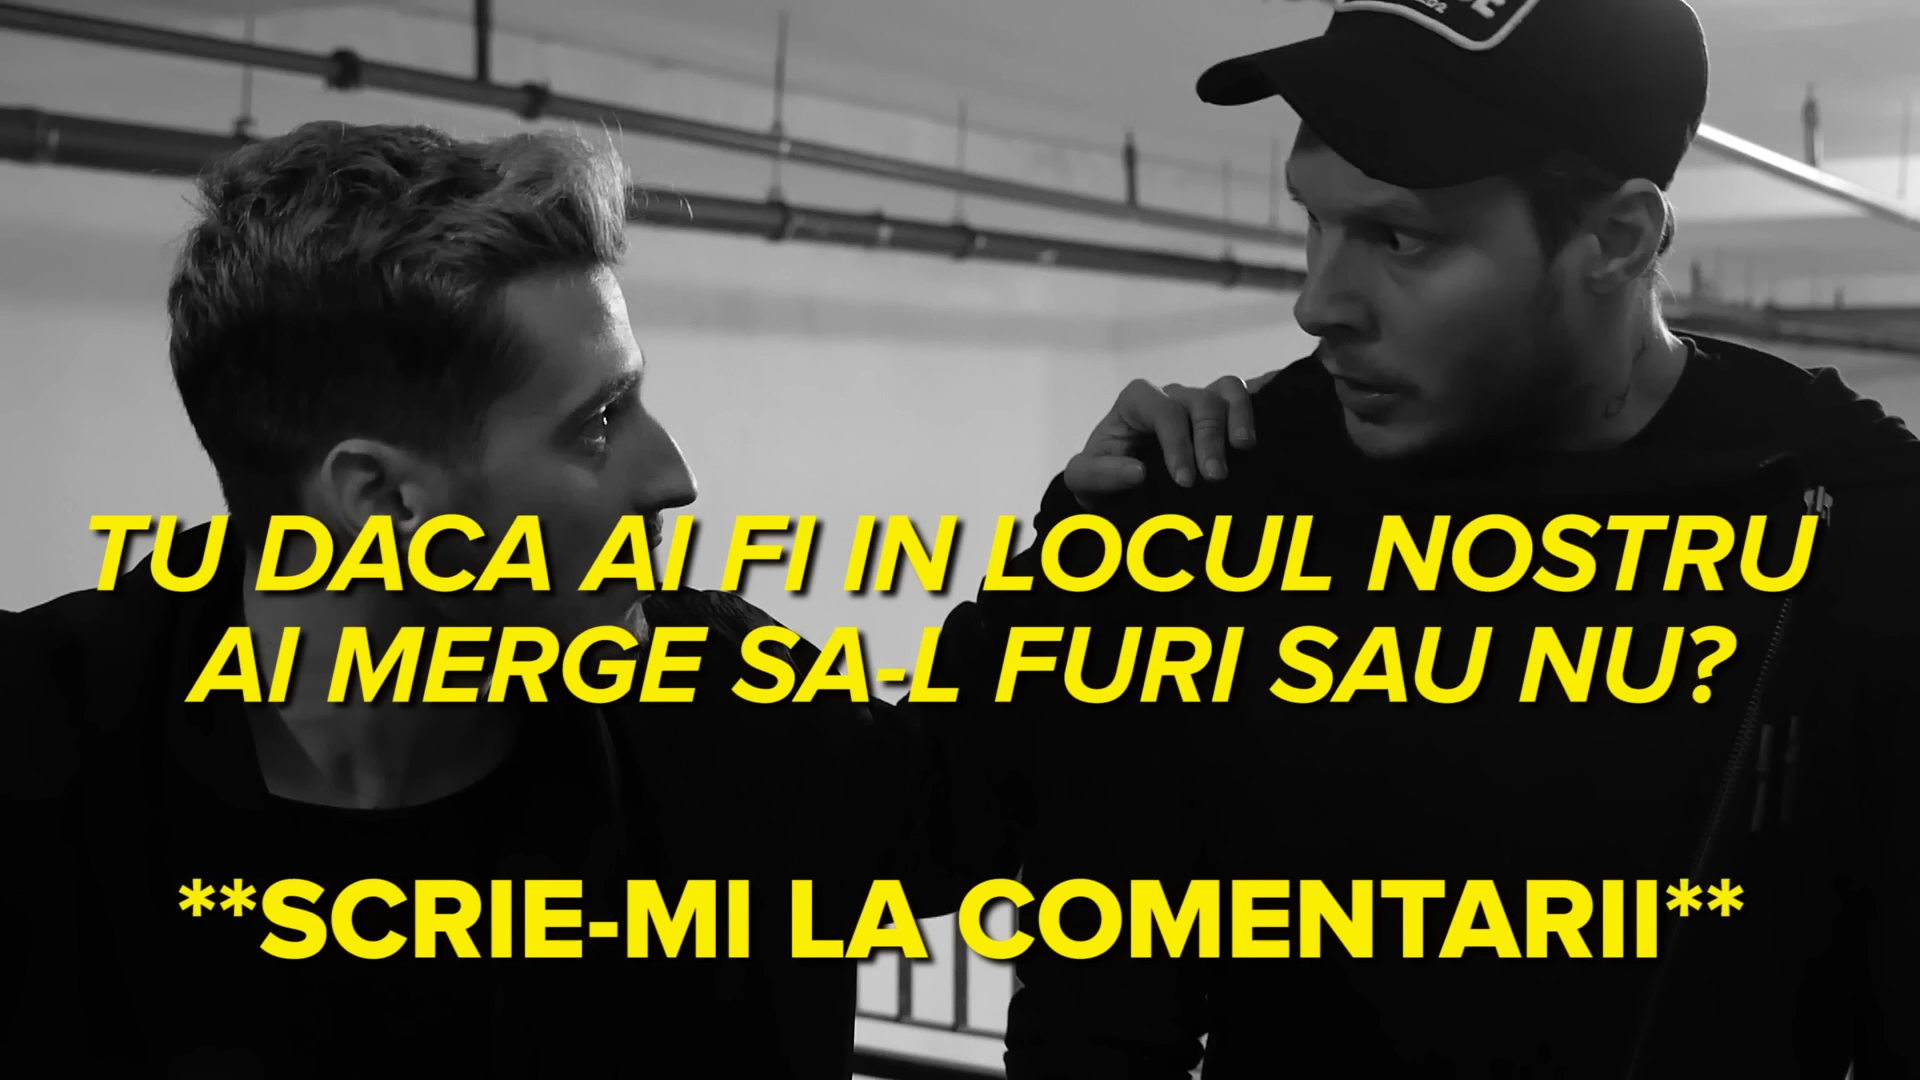 TU DACA AI FI IN LOCUL NOSTRU
AI MERGE SA-L FURI SAU NU?
**SCRIE-MI LA COMENTARII**